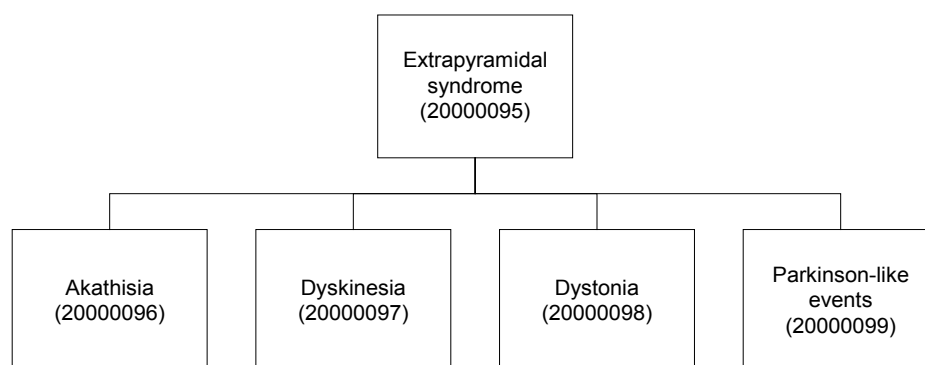 Extrapyramidal
syndrome
(20000095)
Akathisia
(20000096)
Dyskinesia
(20000097)
Dystonia
(20000098)
Parkinson-like
events
(20000099)